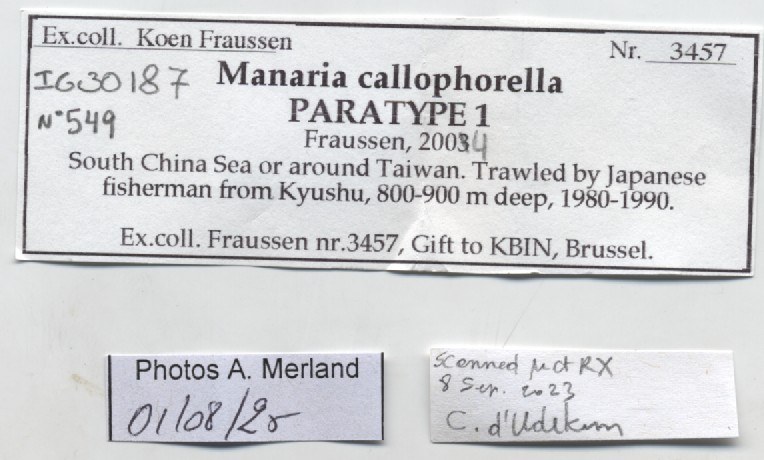 Ex.coll. Koen Fraussen
Nr. 3457
IG30187
Manaria callophorella
N°549
PARATYPE 1
Fraussen, 20034
South China Sea or around Taiwan. Trawled by Japanese
fisherman from Kyushu, 800-900 m deep, 1980-1990.
Ex.coll. Fraussen nr.3457, Gift to KBIN, Brussel.
Photos A. Merland
01/08/25
Scanned µct RX
8 Sep. 2023
C. d'Udekem